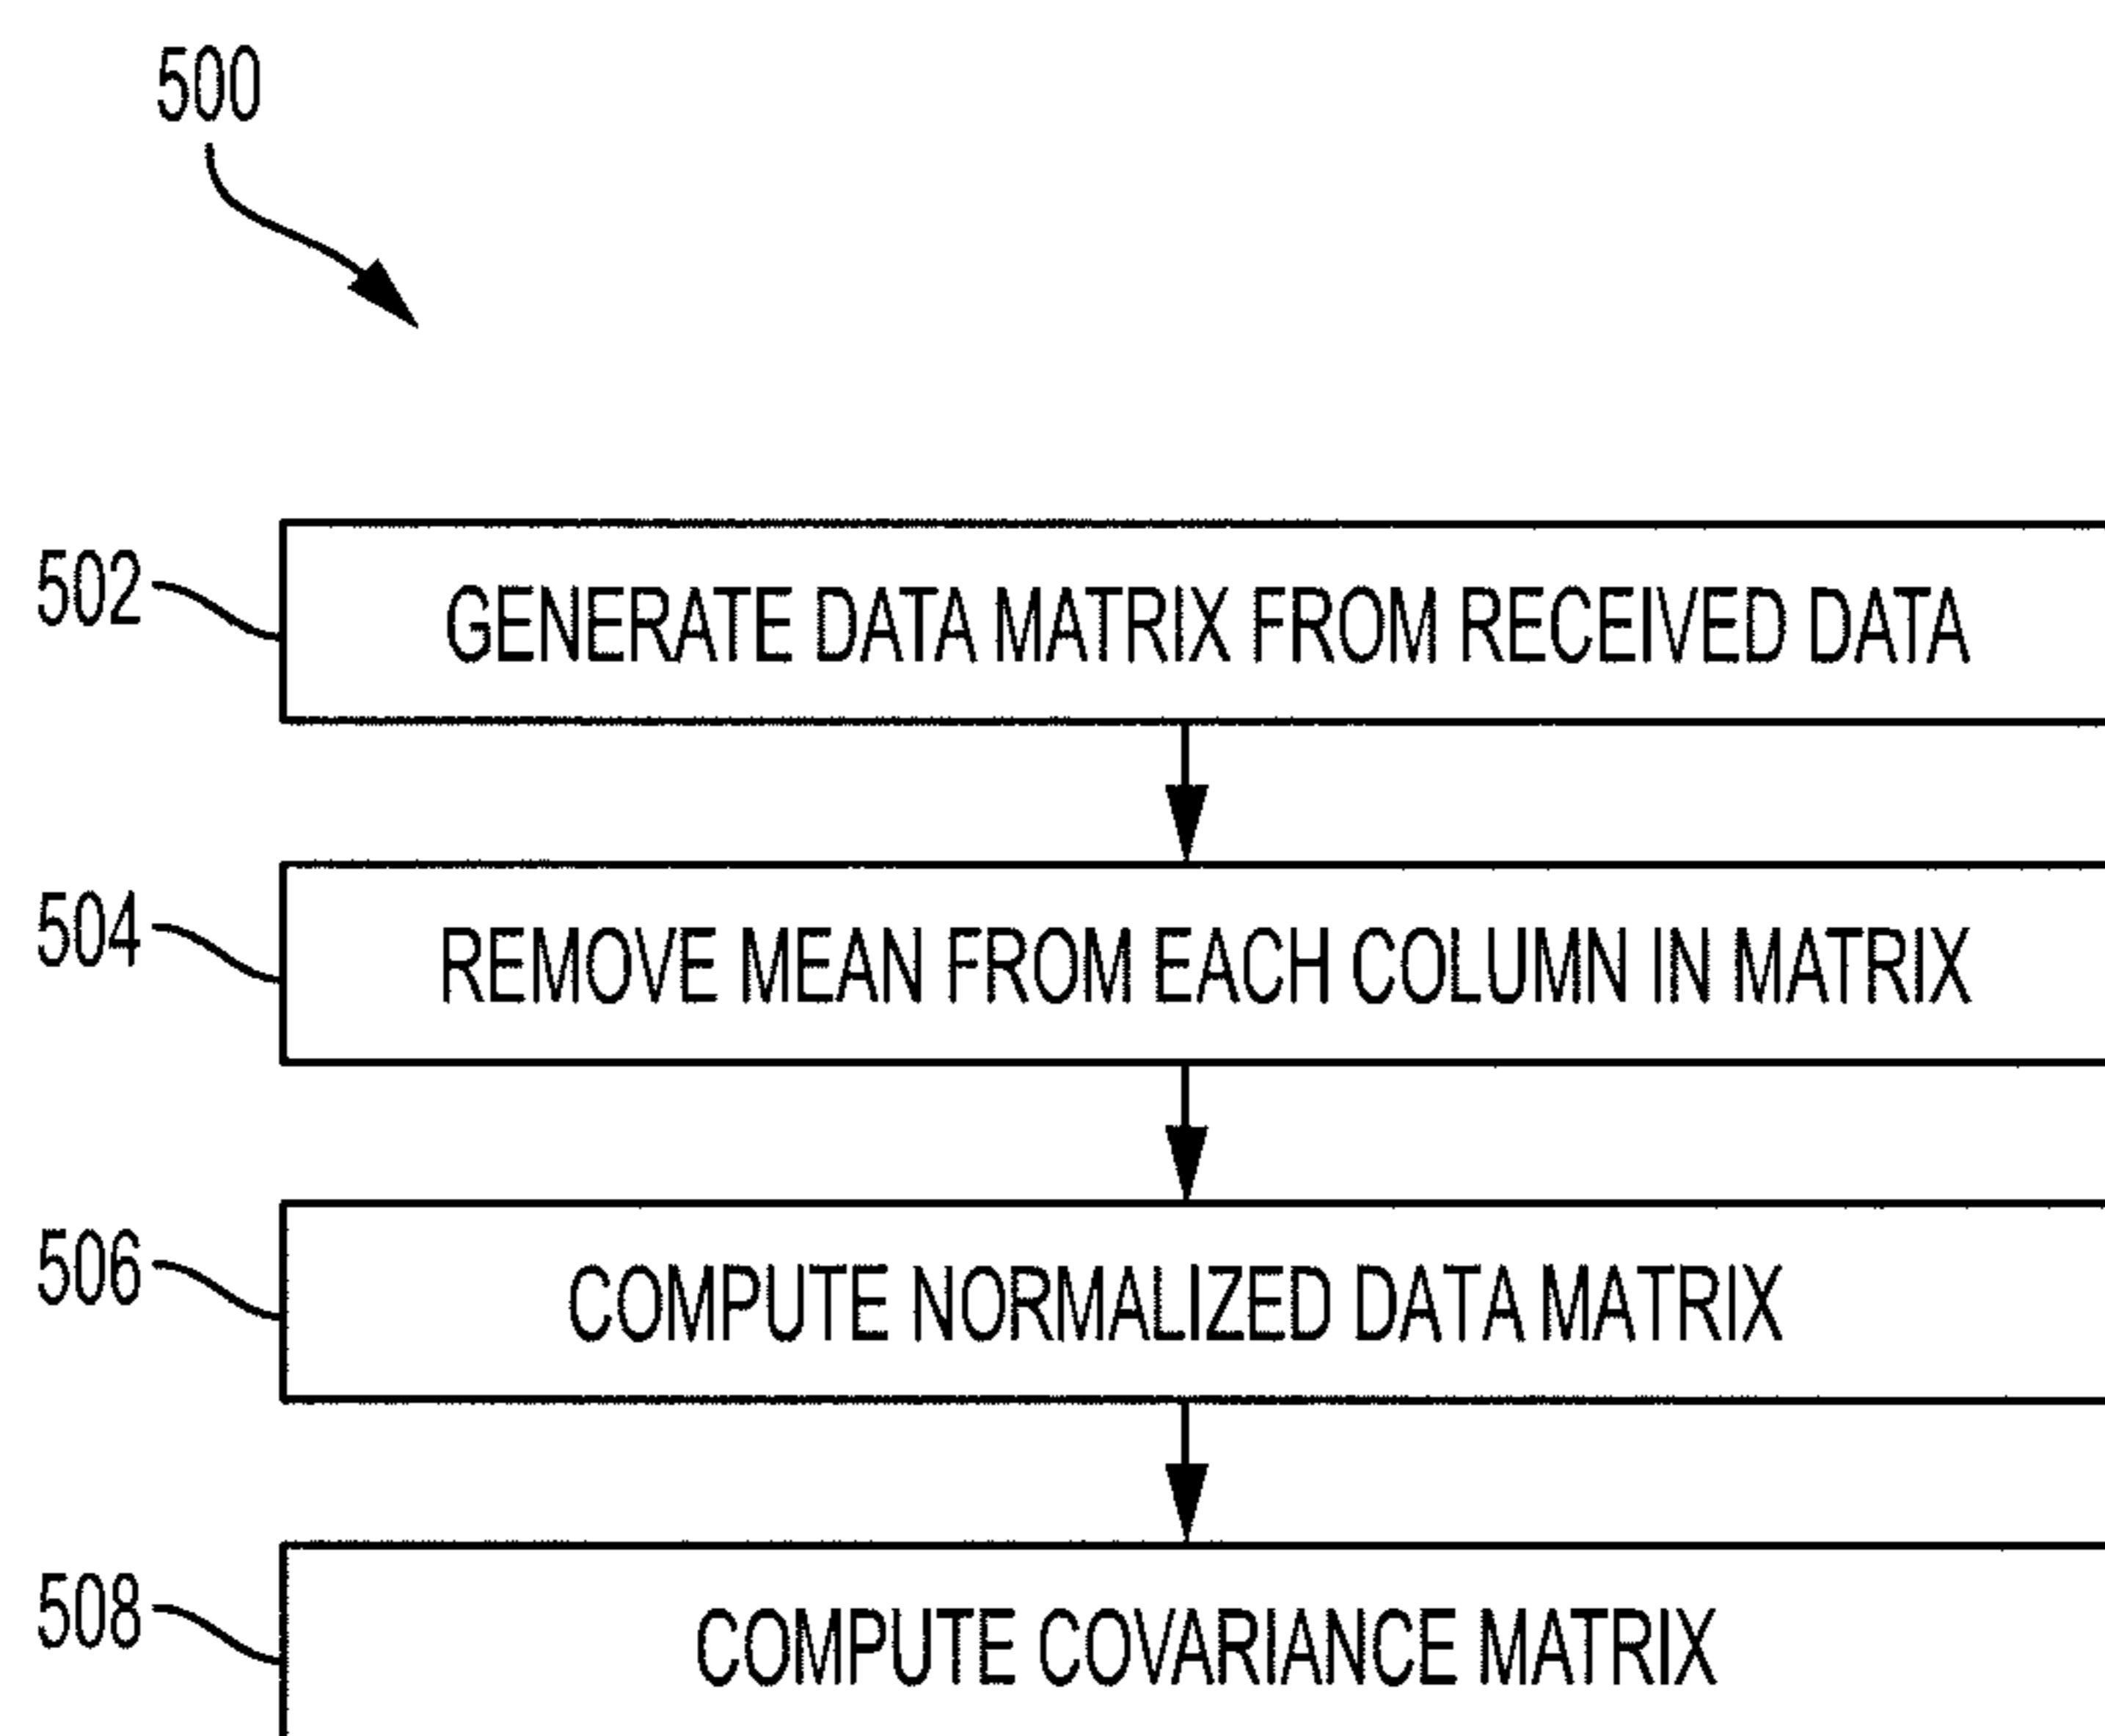 500
502 GENERATE DATA MATRIX FROM RECEIVED DATA
504 REMOVE MEAN FROM EACH COLUMN IN MATRIX
506 COMPUTE NORMALIZED DATA MATRIX
508 COMPUTE COVARIANCE MATRIX